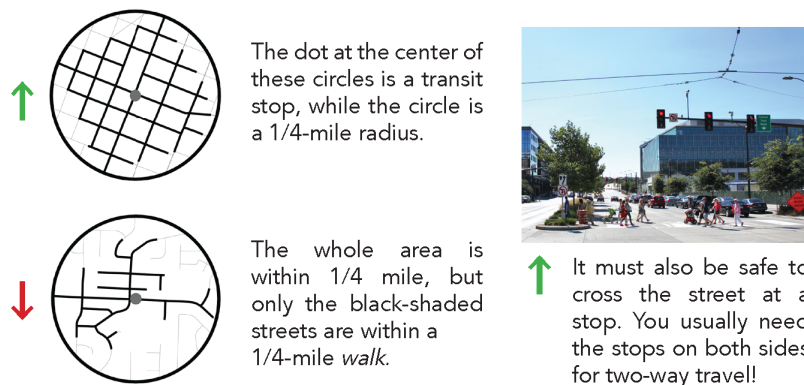 The dot at the center of
these circles is a transit
stop, while the circle is
a 1/4-mile radius.
The whole area is
within 1/4 mile, but
only the black-shaded
streets are within a
1/4-mile walk.
It must also be safe to
cross the street at a
stop. You usually need
the stops on both sides
for two-way travel!